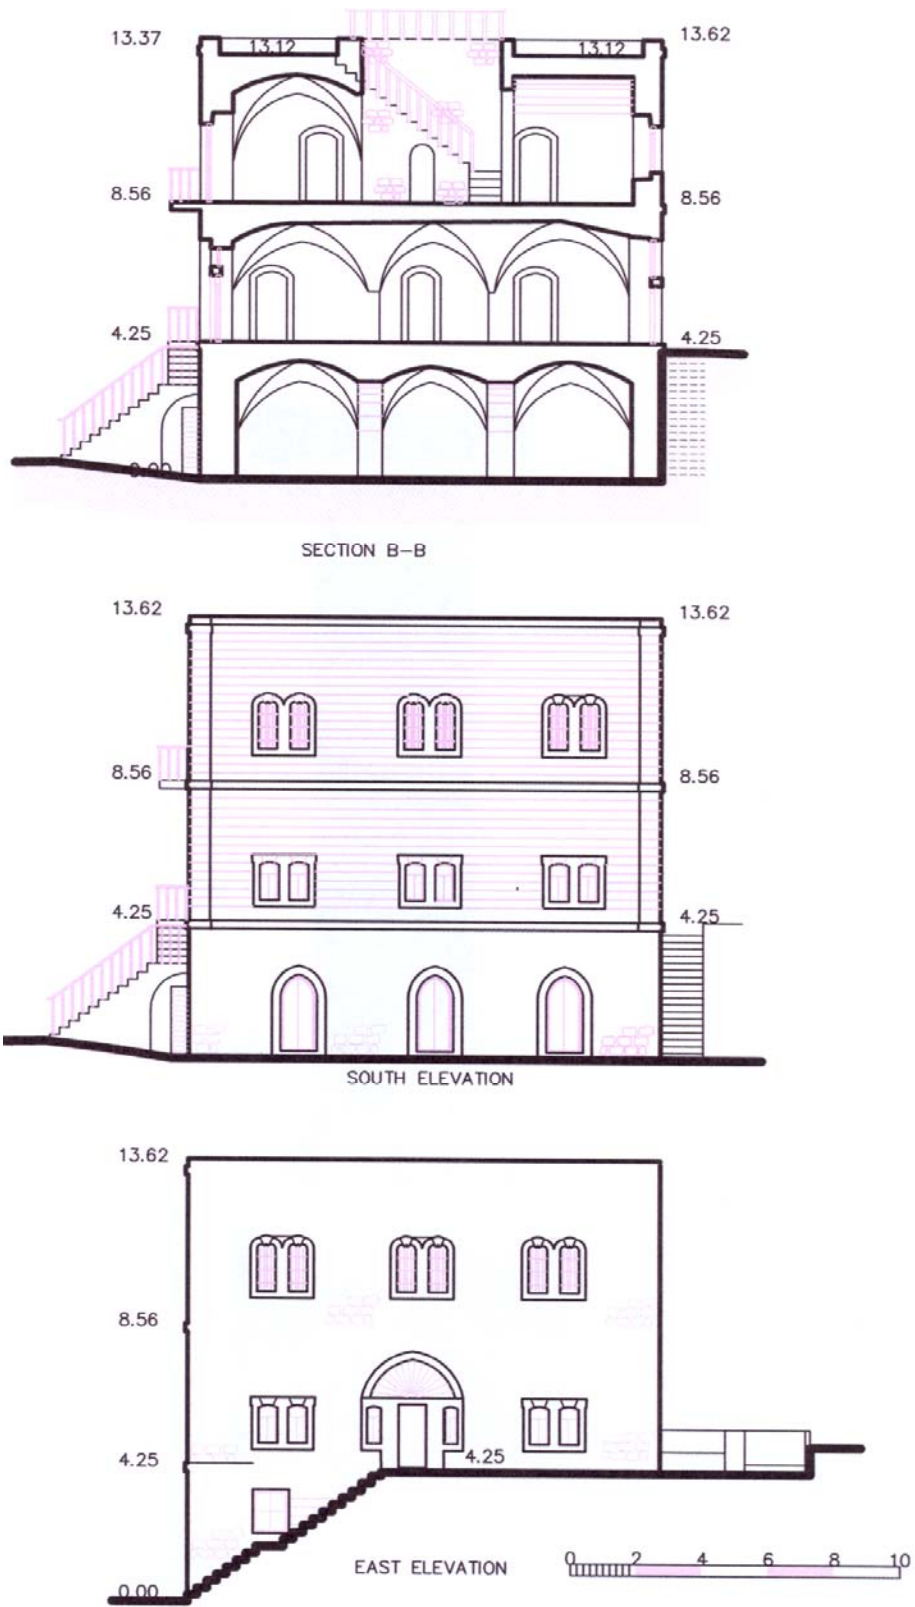 13.37 13.12 13.12 13.62
8.56 8.56
4.25 4.25
0.00
SECTION B-B
13.62 13.62
8.56 8.56
4.25 4.25
SOUTH ELEVATION
13.62
8.56
4.25 4.25
0.00
EAST ELEVATION
0 2 4 6 8 10